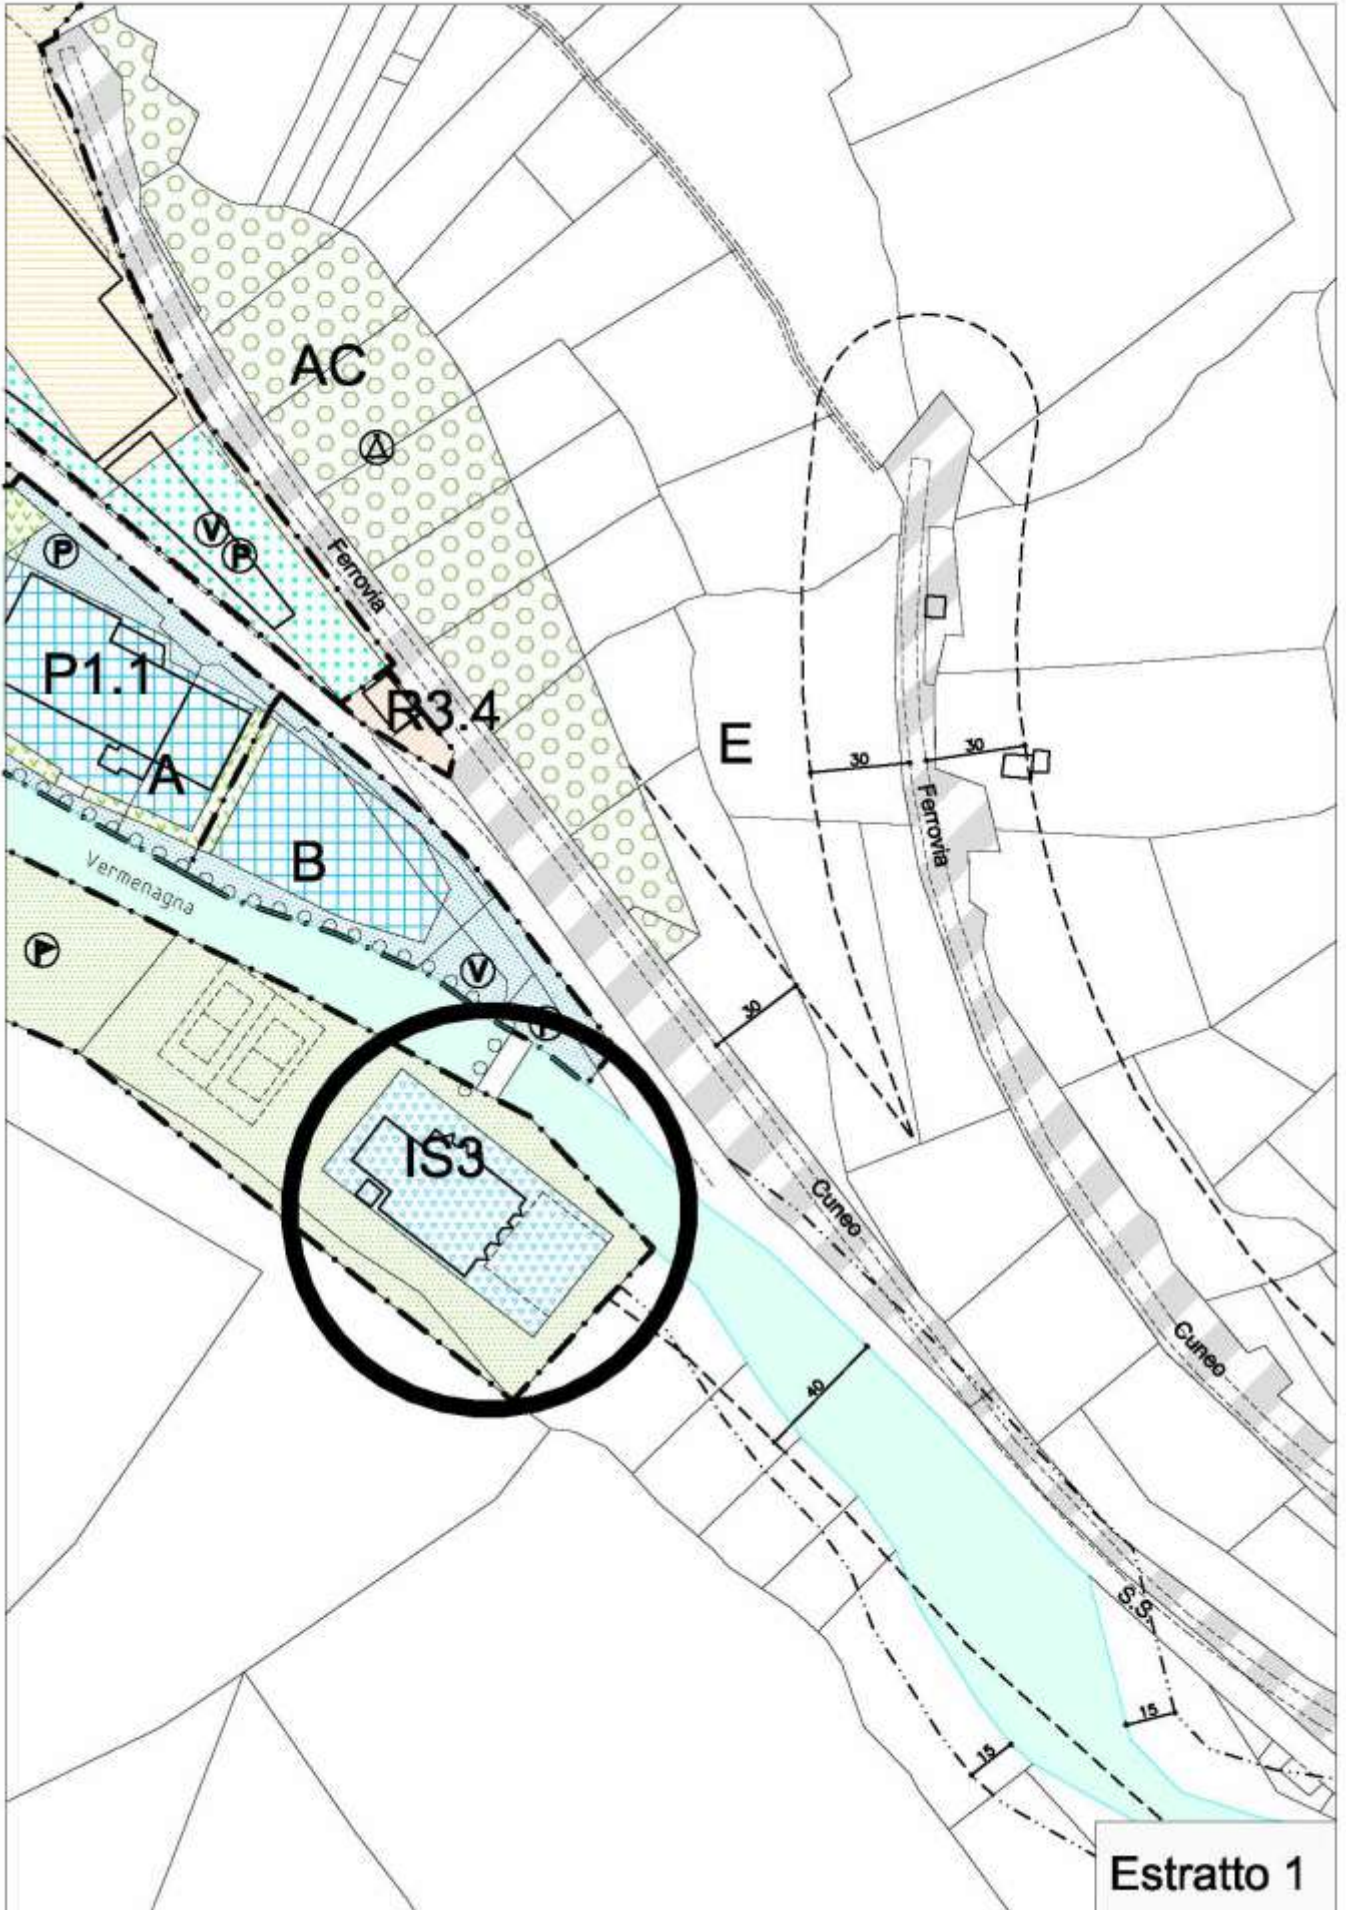 AC
V
P
P
Ferrovia
P1.1
R3.4
E
30
30
A
Ferrovia
B
Vermenagna
V
30
P
IS3
Cuneo
Cuneo
40
S.S.
15
15
Estratto 1